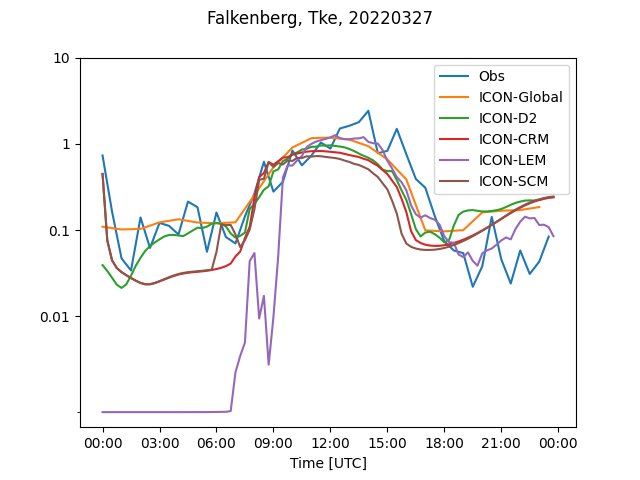 Falkenberg, Tke, 20220327
10
1
0.1
0.01
Obs
ICON-Global
ICON-D2
ICON-CRM
ICON-LEM
ICON-SCM
00:00 03:00 06:00 09:00 12:00 15:00 18:00 21:00 00:00
Time [UTC]